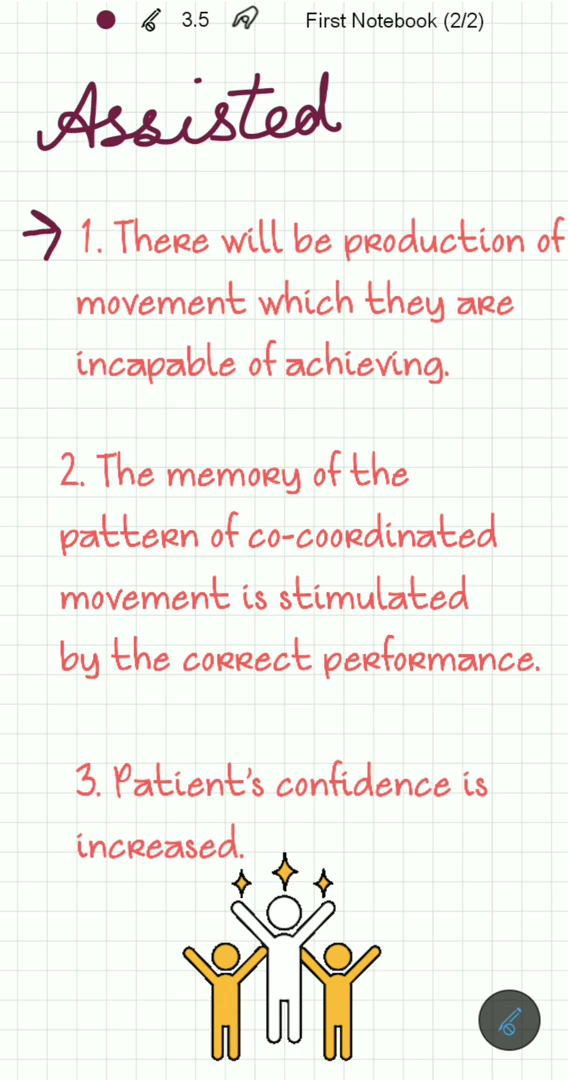 3.5 First Notebook (2/2)
Assisted
→ 1. There will be production of
movement which they are
incapable of achieving.
2. The memory of the
pattern of co-coordinated
movement is stimulated
by the correct performance.
3. Patient's confidence is
increased.